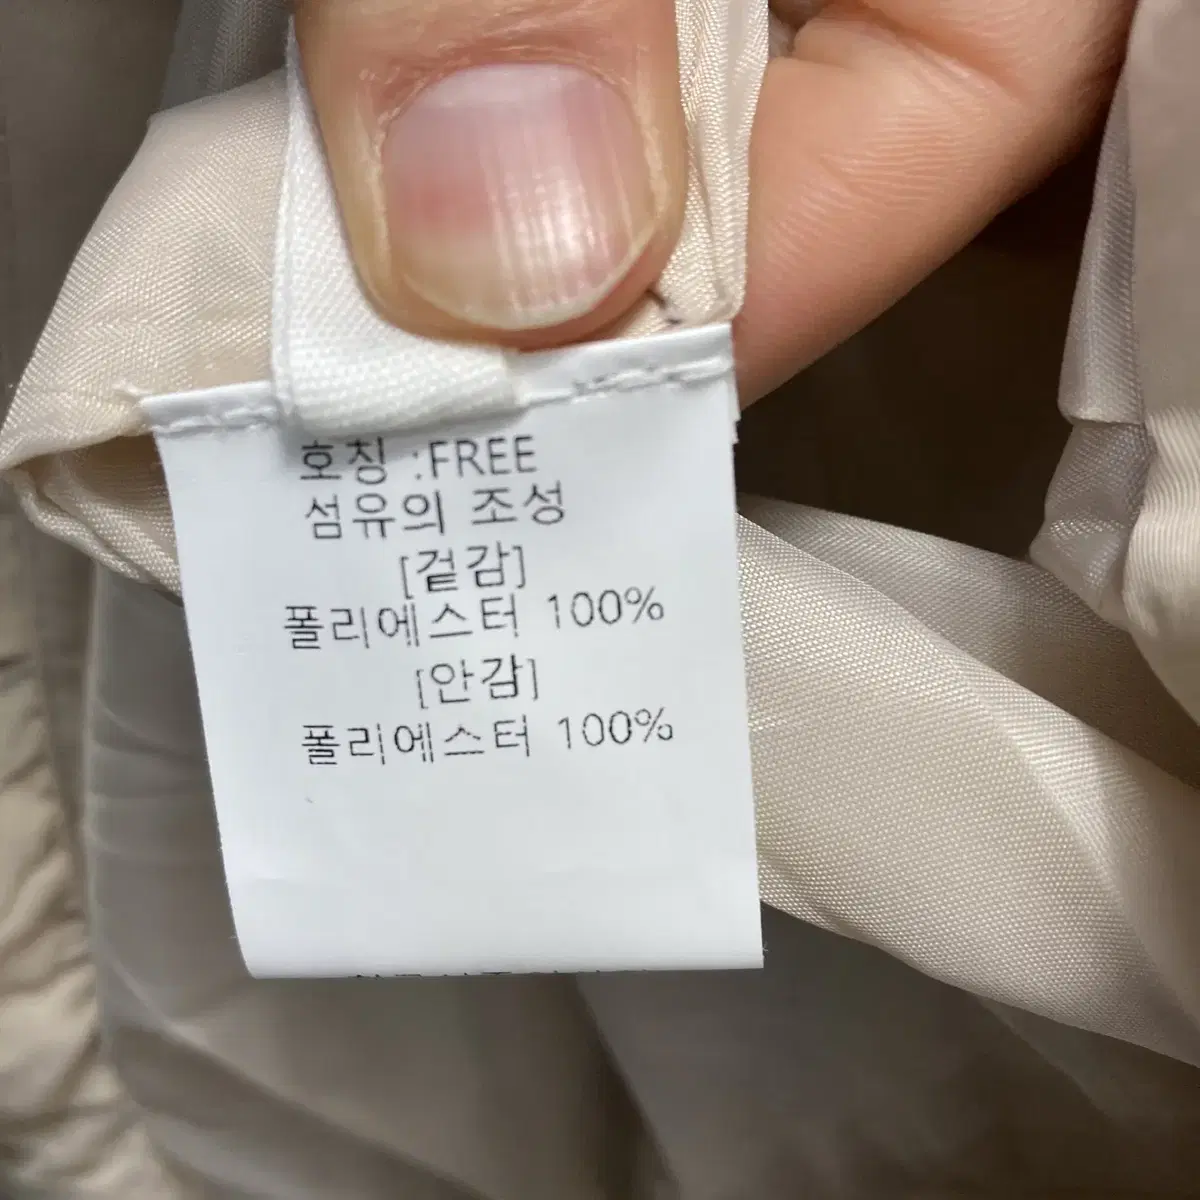 호칭 :FREE
섬유의 조성
[겉감]
폴리에스터 100%
[안감]
폴리에스터 100%